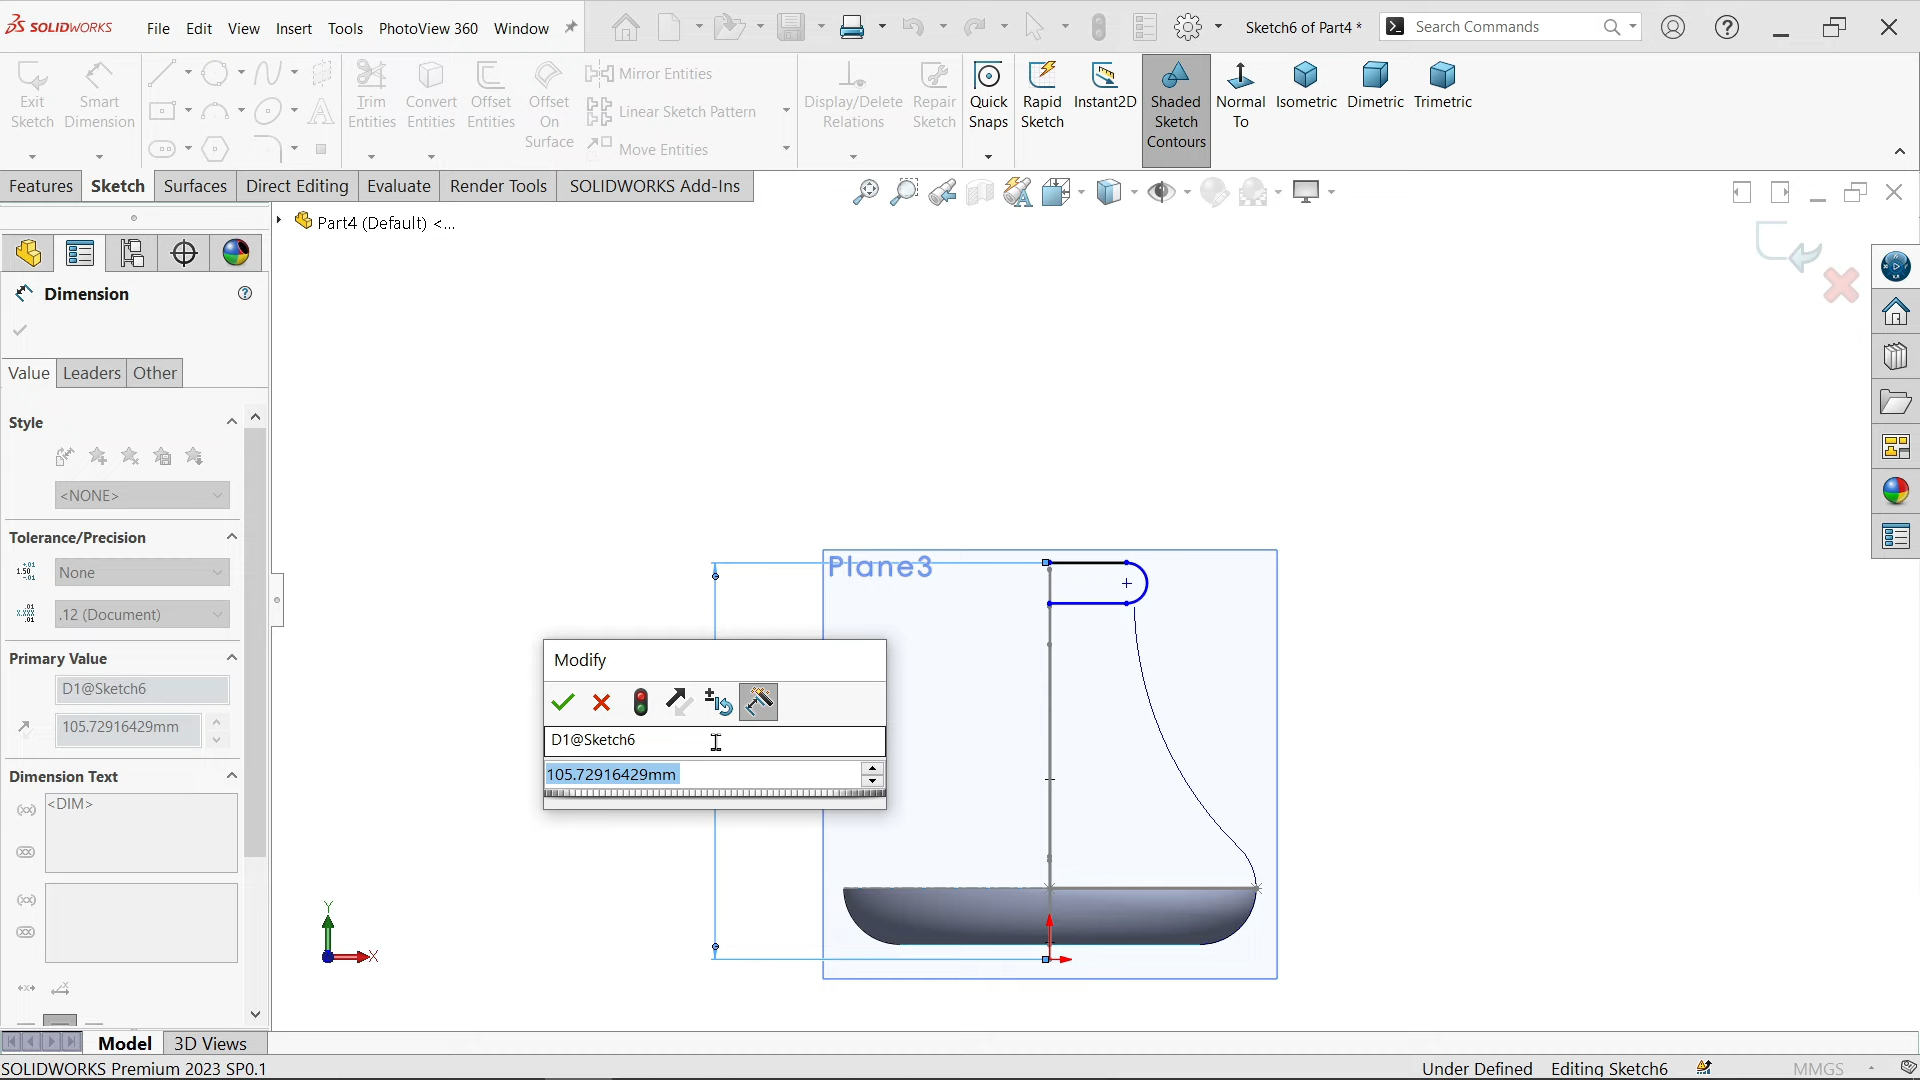 SOLIDWORKS File Edit View Insert Tools PhotoView 360 Window Sketch6 of Part4 * Search Commands
Exit Sketch
Smart Dimension
Trim Entities
Convert Entities
Offset Entities
Offset On Surface
Mirror Entities
Linear Sketch Pattern
Move Entities
Display/Delete Relations
Repair Sketch
Quick Snaps
Rapid Sketch
Instant2D
Shaded Sketch Contours
Normal To
Isometric
Dimetric
Trimetric
Features Sketch Surfaces Direct Editing Evaluate Render Tools SOLIDWORKS Add-Ins
Part4 (Default) <...
Dimension
Value Leaders Other
Style
<NONE>
Tolerance/Precision
None
.12 (Document)
Primary Value
D1@Sketch6
105.72916429mm
Dimension Text
<DIM>
Plane3
Modify
D1@Sketch6
105.72916429mm
Y
X
Model 3D Views
SOLIDWORKS Premium 2023 SP0.1 Under Defined Editing Sketch6 MMGS